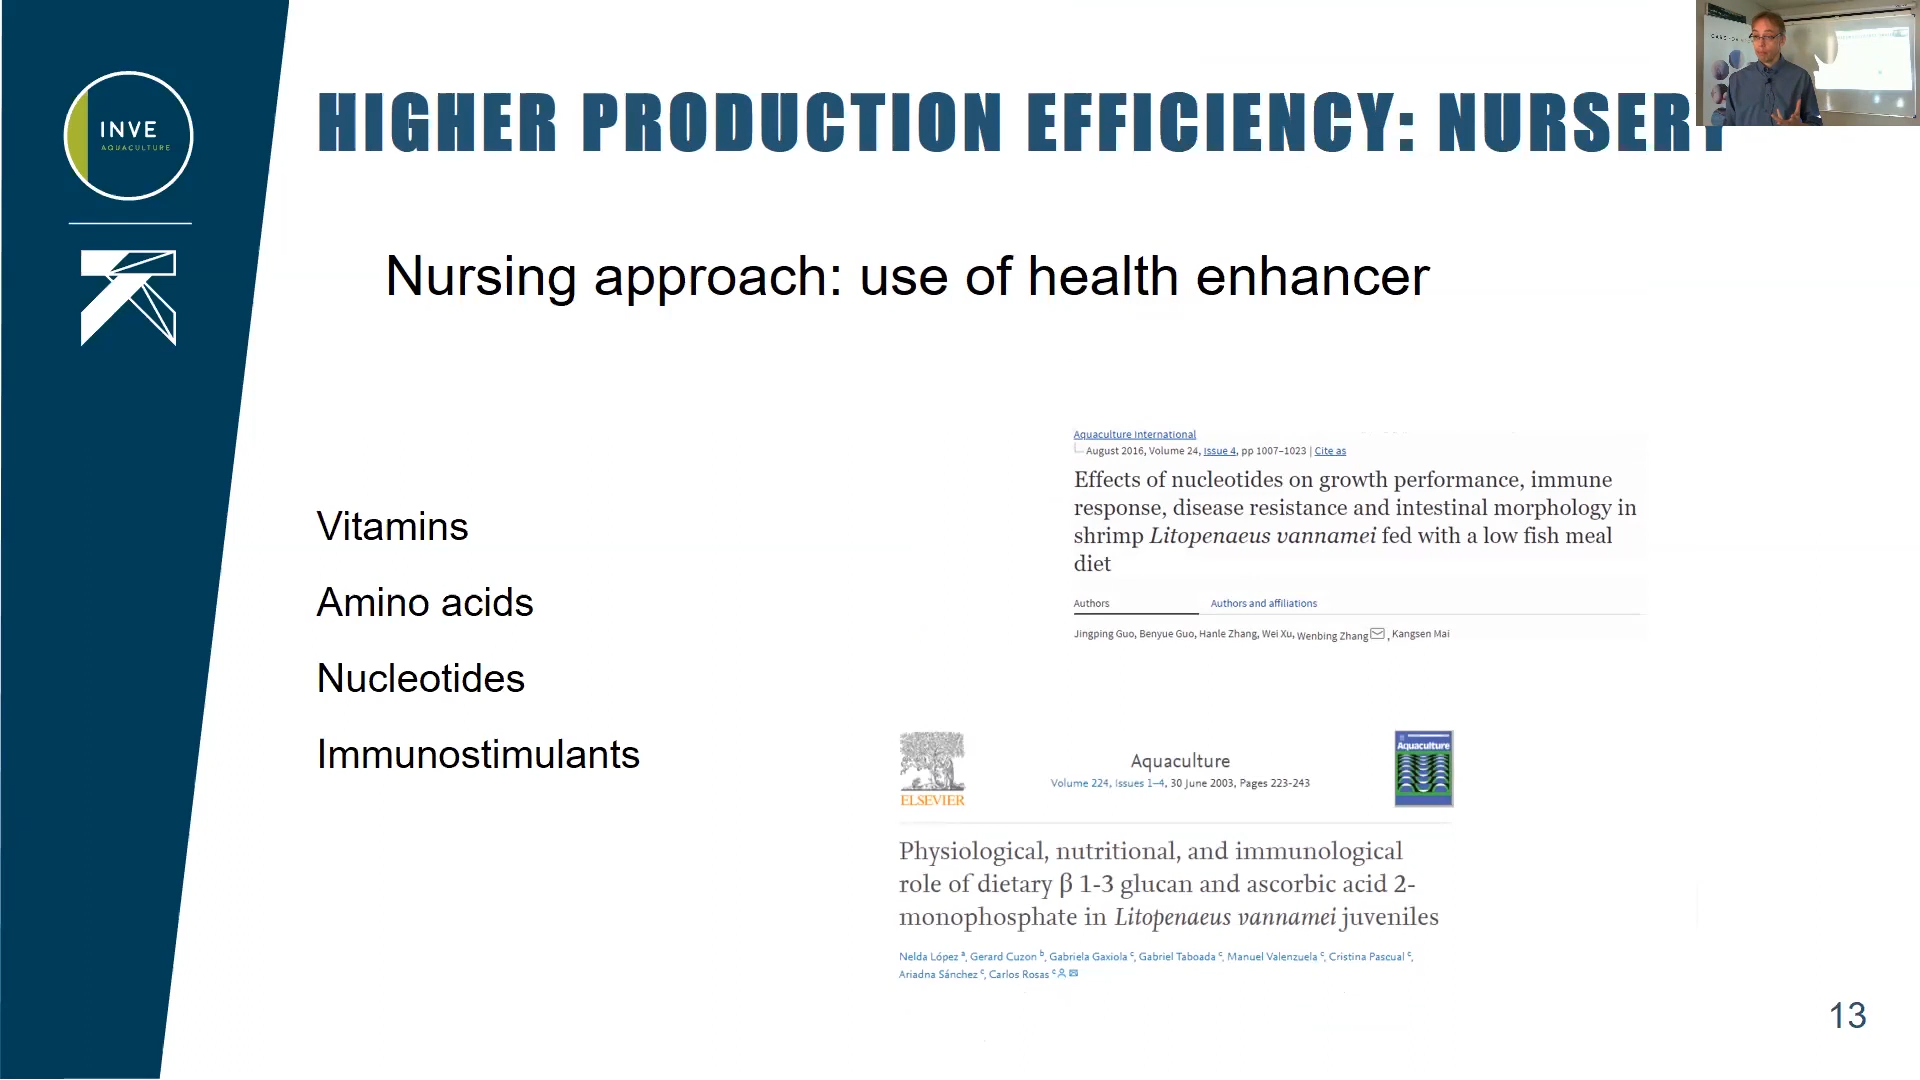 INVE
AQUACULTURE
HIGHER PRODUCTION EFFICIENCY: NURSERY
Nursing approach: use of health enhancer
Vitamins
Amino acids
Nucleotides
Immunostimulants
Aquaculture International
August 2016, Volume 24, Issue 4, pp 1007–1023 | Cite as
Effects of nucleotides on growth performance, immune
response, disease resistance and intestinal morphology in
shrimp Litopenaeus vannamei fed with a low fish meal
diet
Authors Authors and affiliations
Jingping Guo, Benyue Guo, Hanle Zhang, Wei Xu, Wenbing Zhang, Kangsen Mai
ELSEVIER
Aquaculture
Volume 224, Issues 1–4, 30 June 2003, Pages 223-243
Aquaculture
Physiological, nutritional, and immunological
role of dietary β 1-3 glucan and ascorbic acid 2-
monophosphate in Litopenaeus vannamei juveniles
Nelda López a, Gerard Cuzon b, Gabriela Gaxiola c, Gabriel Taboada c, Manuel Valenzuela c, Cristina Pascual c,
Ariadna Sánchez c, Carlos Rosas c
13